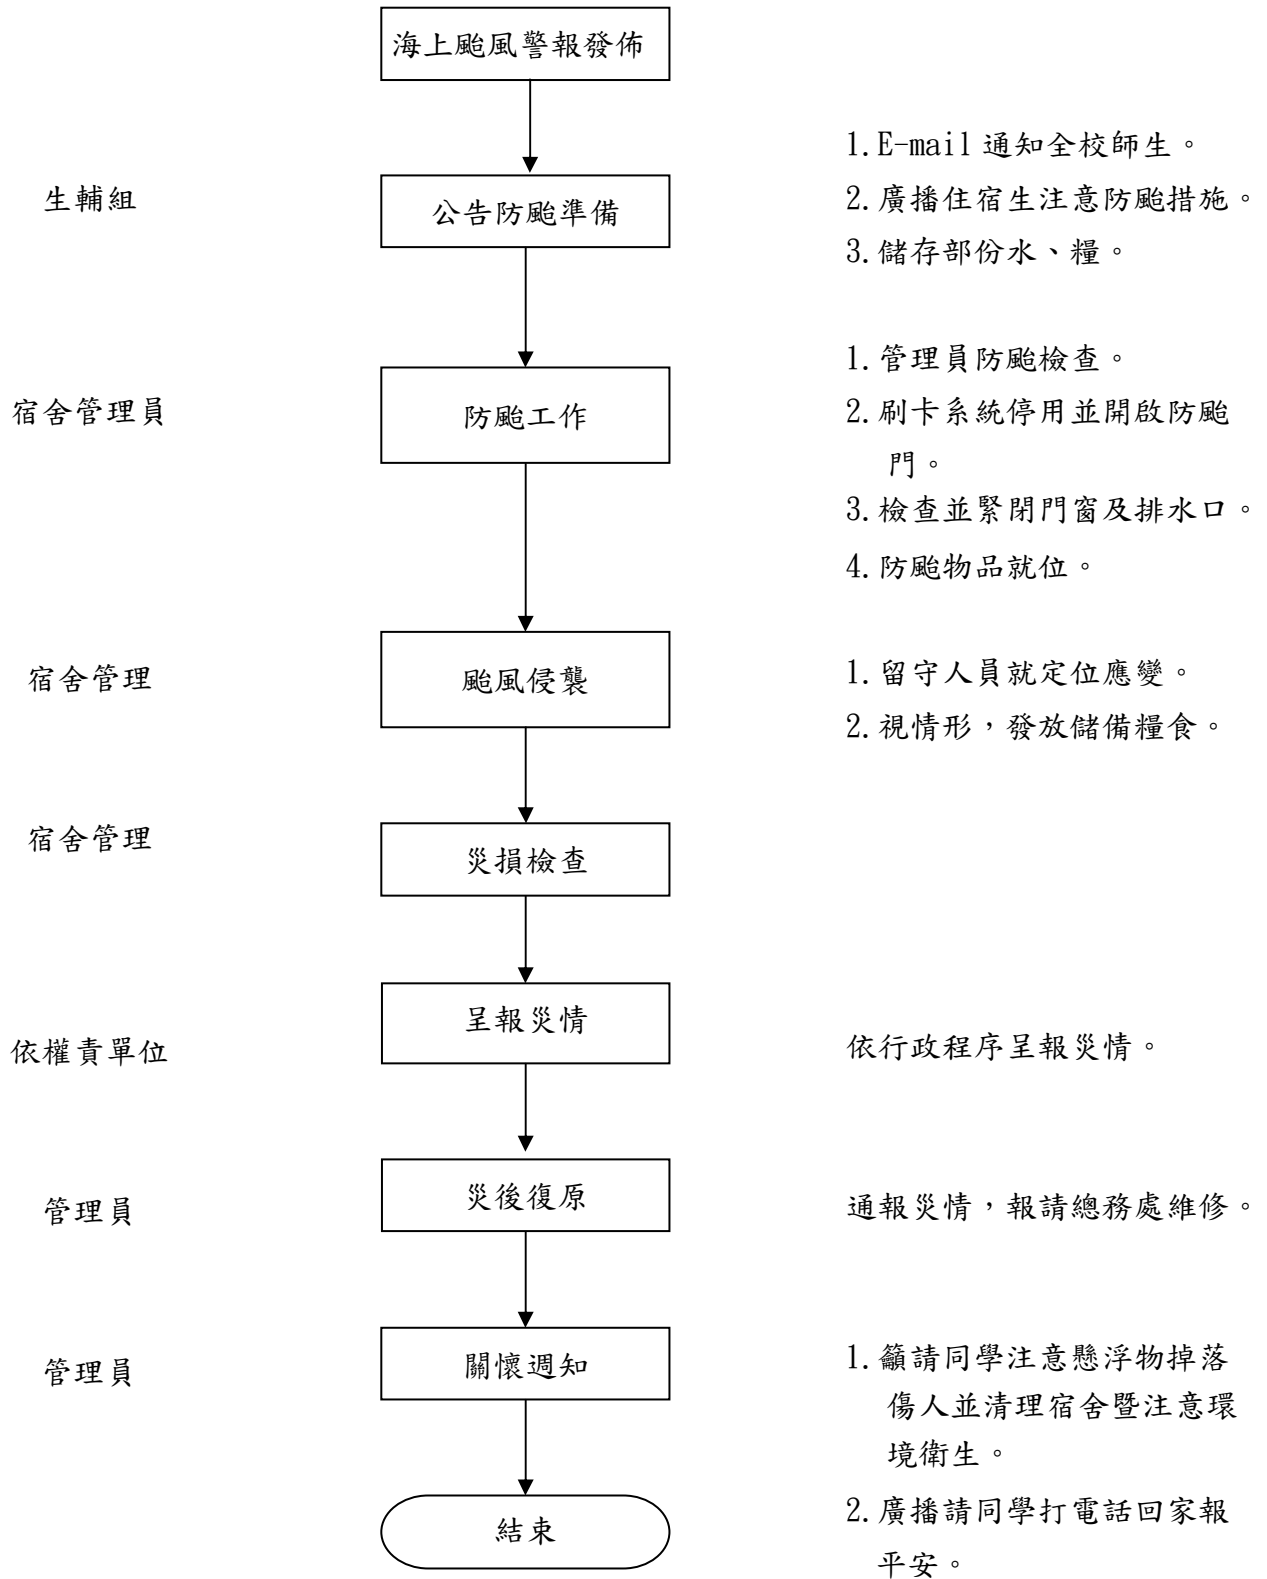 海上颱風警報發佈
生輔組
公告防颱準備
1.E-mail 通知全校師生。
2.廣播住宿生注意防颱措施。
3.儲存部份水、糧。
宿舍管理員
防颱工作
1.管理員防颱檢查。
2.刷卡系統停用並開啟防颱
門。
3.檢查並緊閉門窗及排水口。
4.防颱物品就位。
宿舍管理
颱風侵襲
1.留守人員就定位應變。
2.視情形，發放儲備糧食。
宿舍管理
災損檢查
依權責單位
呈報災情
依行政程序呈報災情。
管理員
災後復原
通報災情，報請總務處維修。
管理員
關懷週知
1.籲請同學注意懸浮物掉落
傷人並清理宿舍暨注意環
境衛生。
結束
2.廣播請同學打電話回家報
平安。